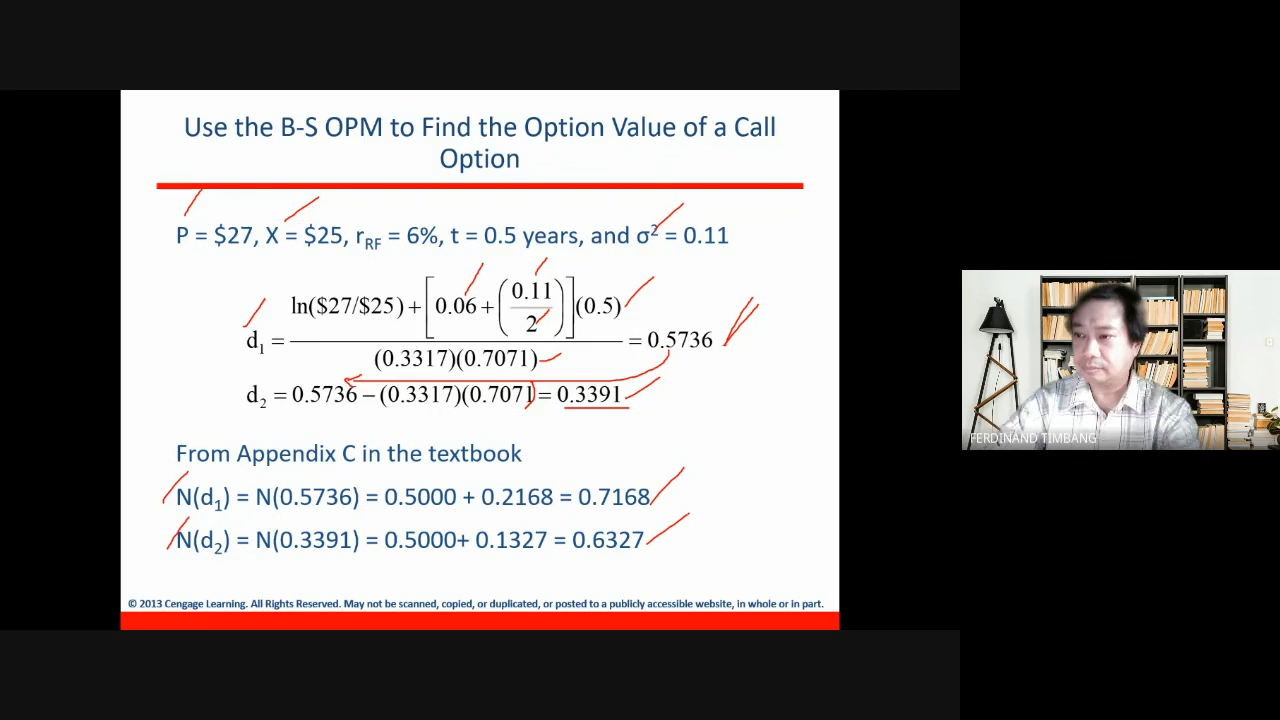 Use the B-S OPM to Find the Option Value of a Call
Option
P = $27, X = $25, r_RF = 6%, t = 0.5 years, and σ² = 0.11
d₁ = (ln($27/$25) + [0.06 + (0.11/2)](0.5)) / ((0.3317)(0.7071)) = 0.5736
d₂ = 0.5736 − (0.3317)(0.7071) = 0.3391
From Appendix C in the textbook
N(d₁) = N(0.5736) = 0.5000 + 0.2168 = 0.7168
N(d₂) = N(0.3391) = 0.5000+ 0.1327 = 0.6327
© 2013 Cengage Learning. All Rights Reserved. May not be scanned, copied, or duplicated, or posted to a publicly accessible website, in whole or in part.
FERDINAND TIMBANG